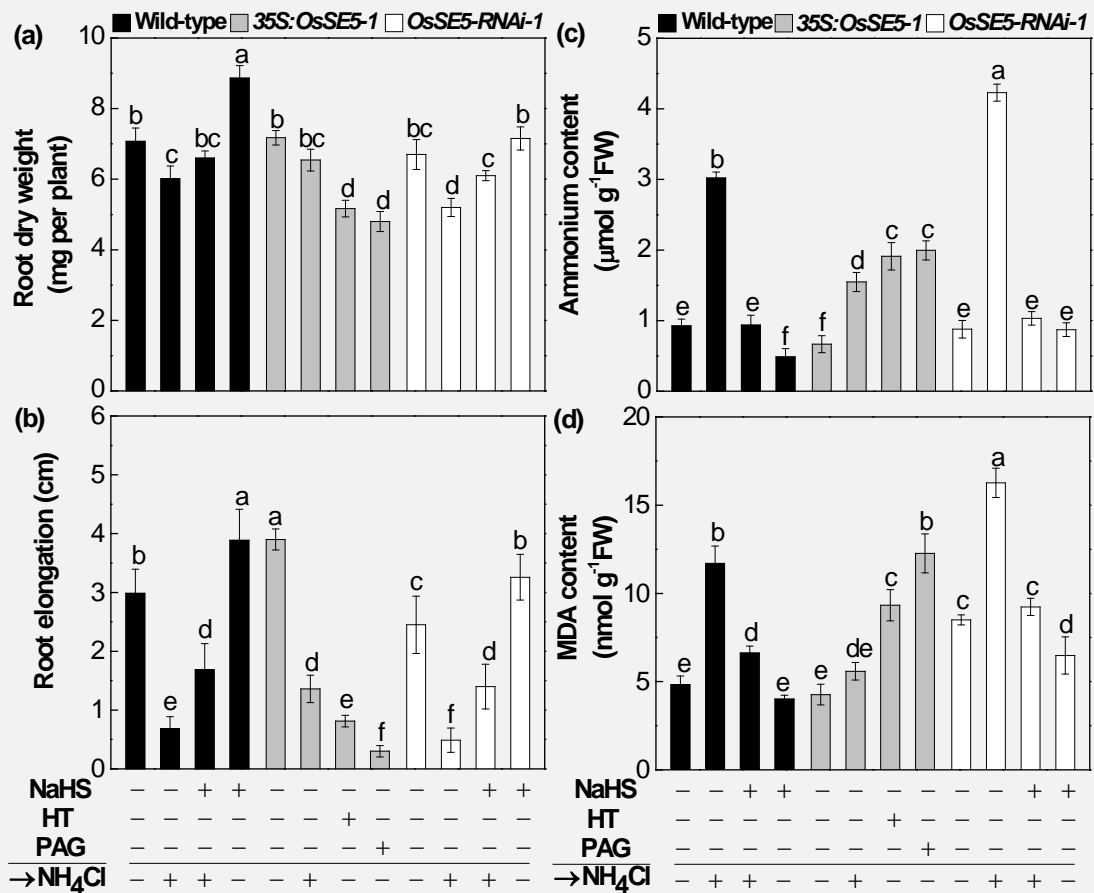 Wild-type 35S:OsSE5-1 OsSE5-RNAi-1
(a)
Root dry weight
(mg per plant)
10
8
6
4
2
0
b c bc a b bc d d bc d c b
(b)
Root elongation (cm)
6
5
4
3
2
1
0
b e d a a d e f c f d b
Wild-type 35S:OsSE5-1 OsSE5-RNAi-1
(c)
Ammonium content
(μmol g⁻¹FW)
5
4
3
2
1
0
e b e f f d c c e a e e
(d)
MDA content
(nmol g⁻¹FW)
20
15
10
5
0
e c d e e de c b c a c d
NaHS – – + + – – – – – – + +
HT – – – – – – + – – – – –
PAG – – – – – – – + – – – –
→NH₄Cl – + + – – + – – – + + –
NaHS – – + + – – – – – – + +
HT – – – – – – + – – – – –
PAG – – – – – – – + – – – –
→NH₄Cl – + + – – + – – – + + –